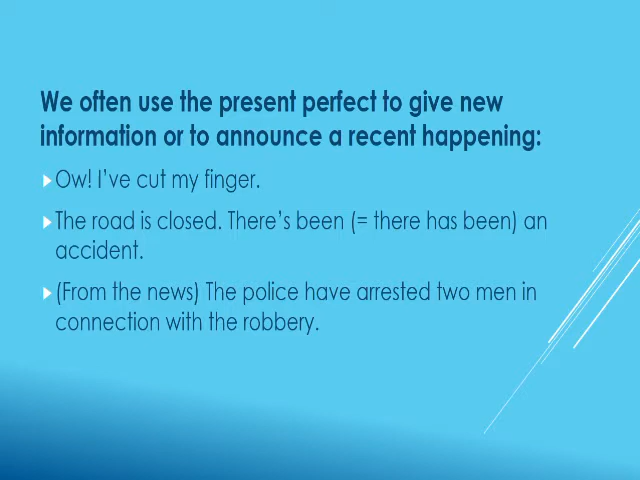 We often use the present perfect to give new
information or to announce a recent happening:
Ow! I've cut my finger.
The road is closed. There's been (= there has been) an
accident.
(From the news) The police have arrested two men in
connection with the robbery.